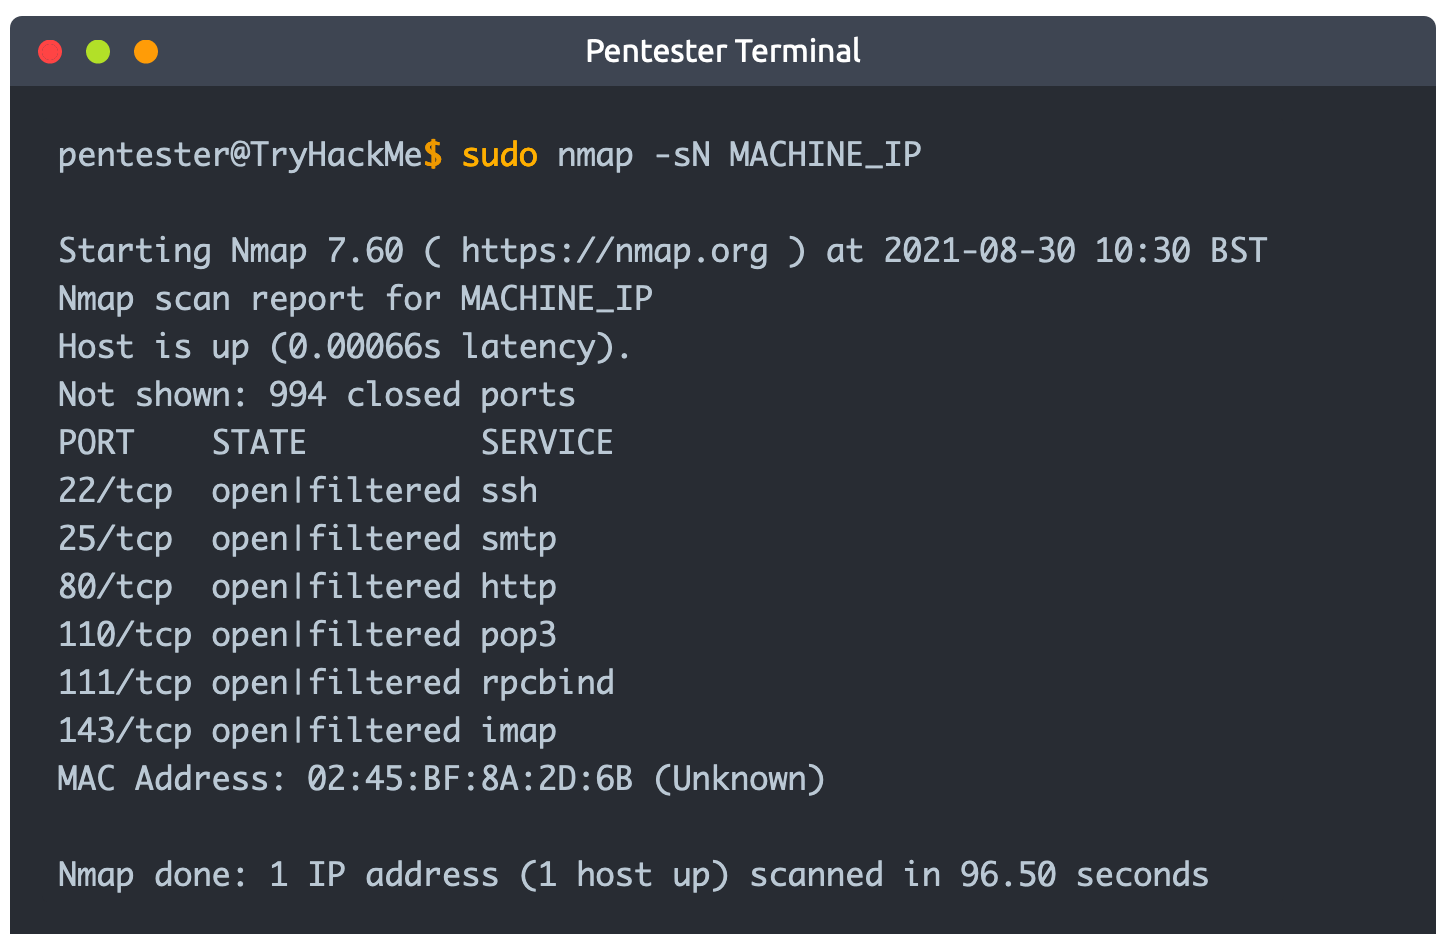 Pentester Terminal
pentester@TryHackMe$ sudo nmap -sN MACHINE_IP
Starting Nmap 7.60 ( https://nmap.org ) at 2021-08-30 10:30 BST
Nmap scan report for MACHINE_IP
Host is up (0.00066s latency).
Not shown: 994 closed ports
PORT    STATE         SERVICE
22/tcp  open|filtered ssh
25/tcp  open|filtered smtp
80/tcp  open|filtered http
110/tcp open|filtered pop3
111/tcp open|filtered rpcbind
143/tcp open|filtered imap
MAC Address: 02:45:BF:8A:2D:6B (Unknown)
Nmap done: 1 IP address (1 host up) scanned in 96.50 seconds